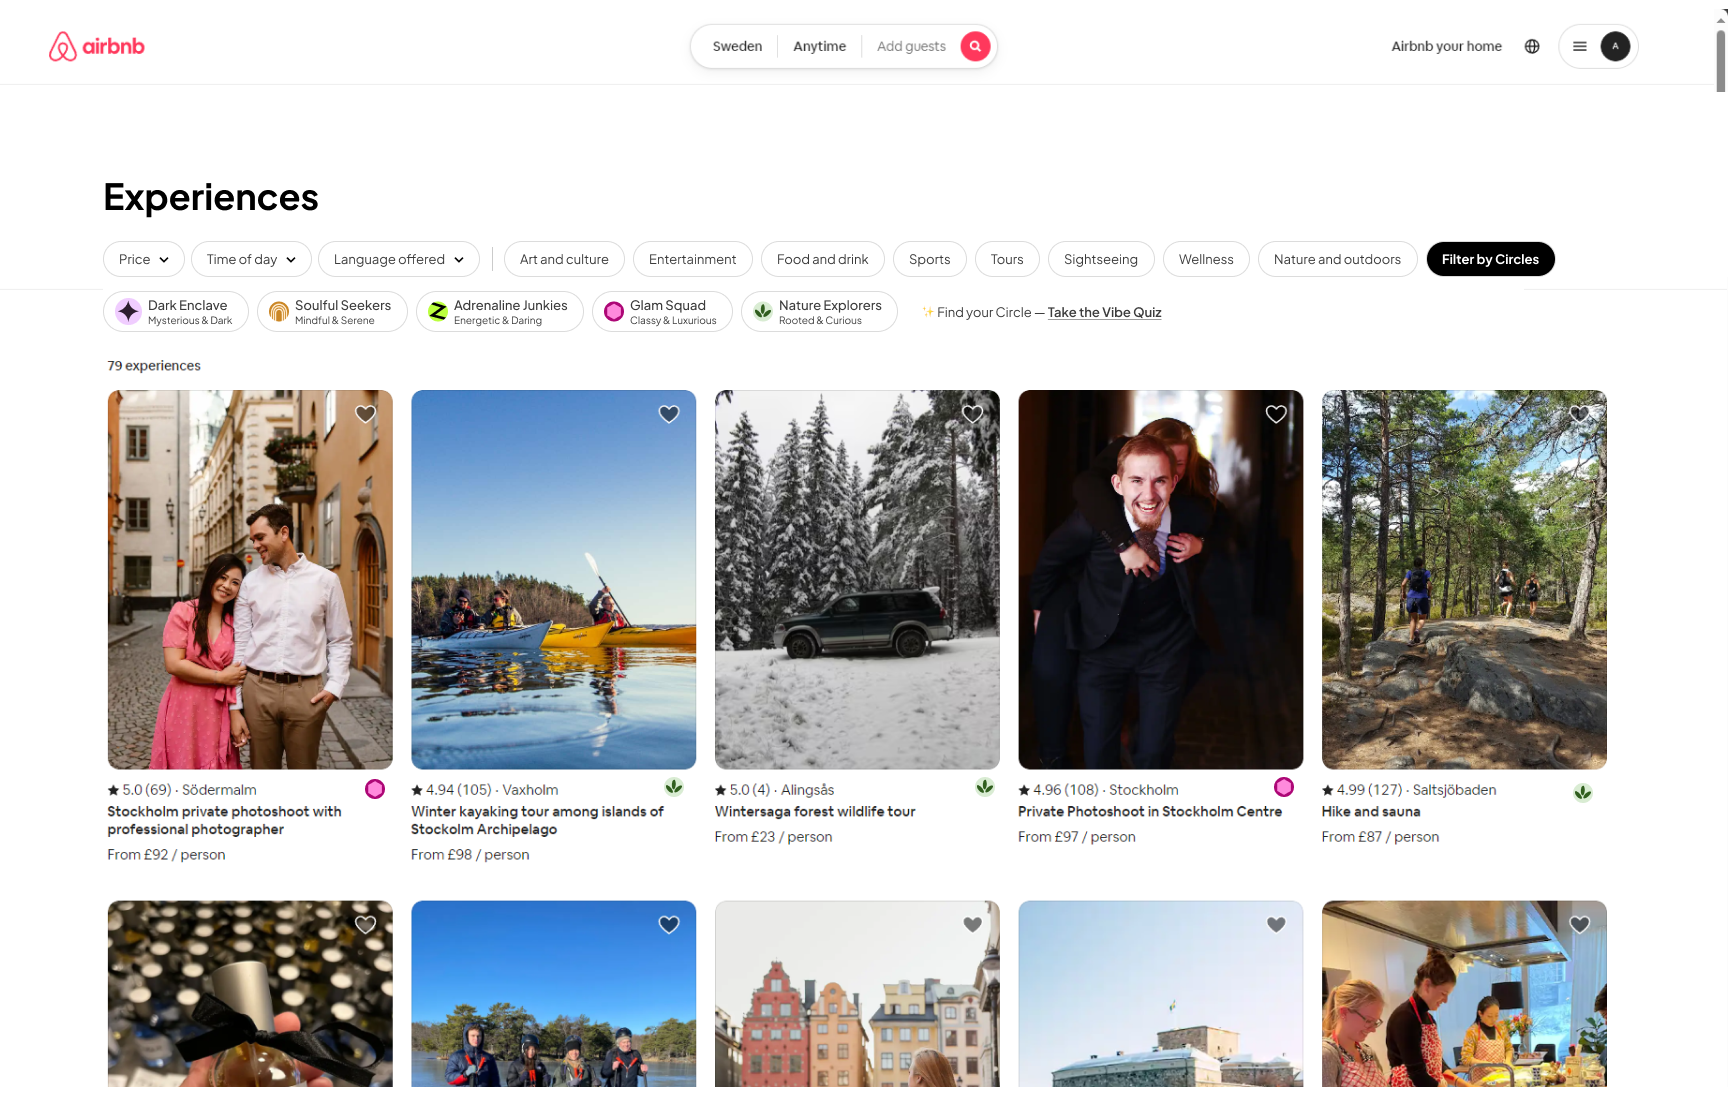 airbnb
Sweden Anytime Add guests
Airbnb your home
A
Experiences
Price Time of day Language offered Art and culture Entertainment Food and drink Sports Tours Sightseeing Wellness Nature and outdoors Filter by Circles
Dark Enclave
Mysterious & Dark
Soulful Seekers
Mindful & Serene
Adrenaline Junkies
Energetic & Daring
Glam Squad
Classy & Luxurious
Nature Explorers
Rooted & Curious
✨ Find your Circle — Take the Vibe Quiz
79 experiences
★ 5.0 (69) · Södermalm
Stockholm private photoshoot with
professional photographer
From £92 / person
★ 4.94 (105) · Vaxholm
Winter kayaking tour among islands of
Stockolm Archipelago
From £98 / person
★ 5.0 (4) · Alingsås
Wintersaga forest wildlife tour
From £23 / person
★ 4.96 (108) · Stockholm
Private Photoshoot in Stockholm Centre
From £97 / person
★ 4.99 (127) · Saltsjöbaden
Hike and sauna
From £87 / person